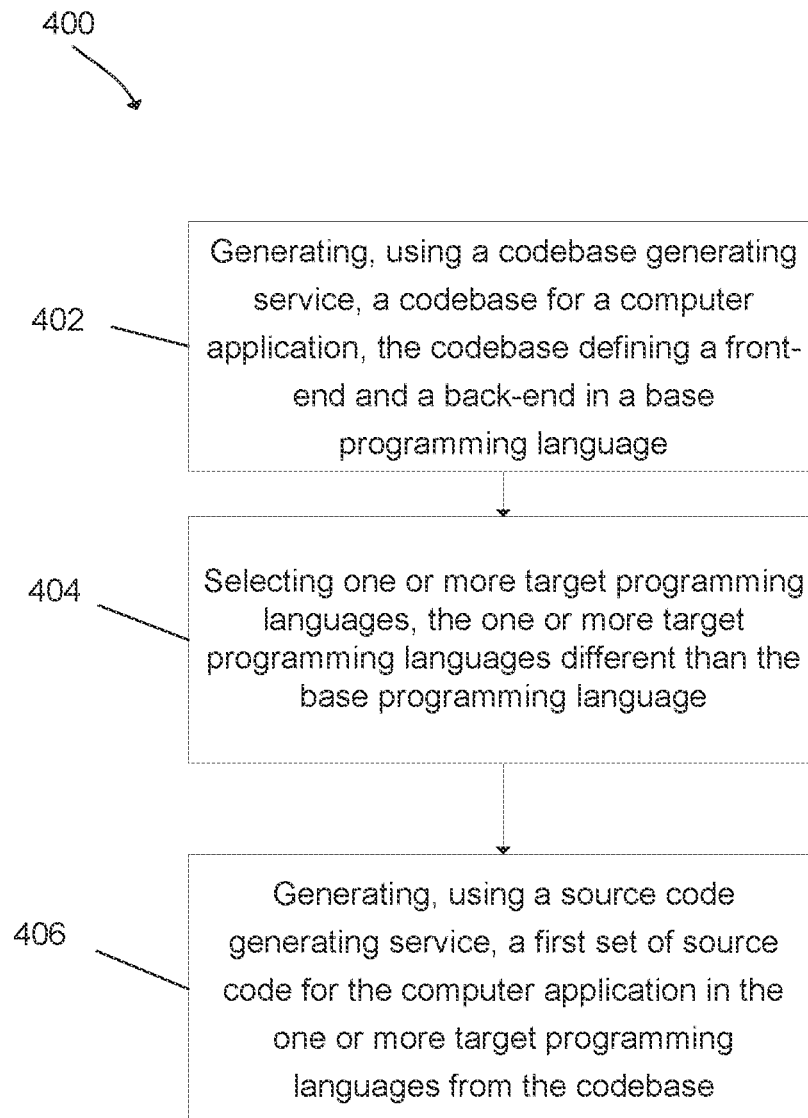 400
402
Generating, using a codebase generating
service, a codebase for a computer
application, the codebase defining a front-
end and a back-end in a base
programming language
404
Selecting one or more target programming
languages, the one or more target
programming languages different than the
base programming language
406
Generating, using a source code
generating service, a first set of source
code for the computer application in the
one or more target programming
languages from the codebase